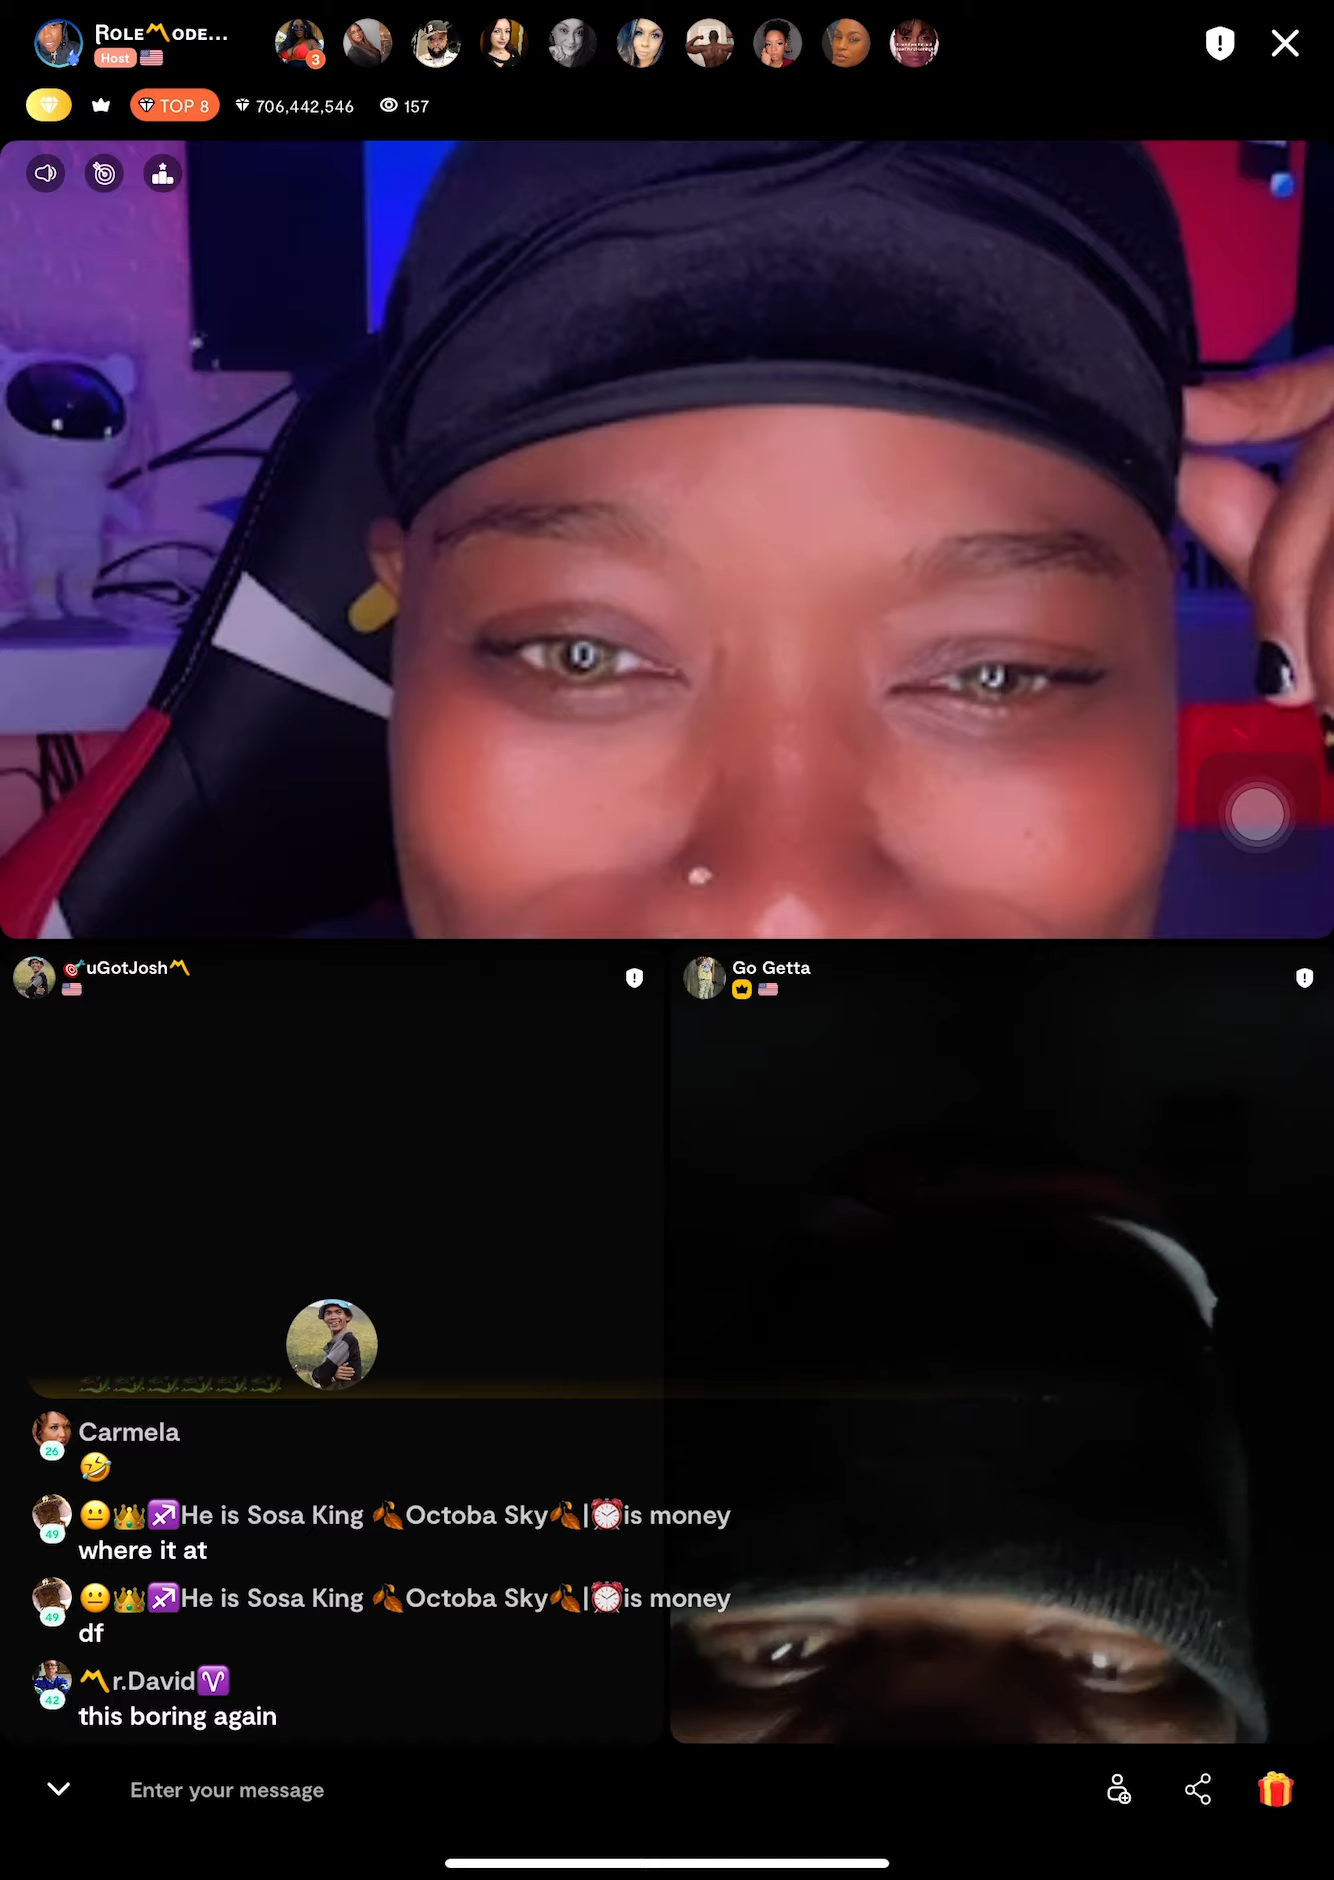 RoLe〽️oDe...
Host
3
TOP 8
706,442,546
157
🎯uGotJosh〽️
Go Getta
Carmela
26
🤣
😐👑♐He is Sosa King 🍂Octoba Sky🍂|⏰is money
49
where it at
😐👑♐He is Sosa King 🍂Octoba Sky🍂|⏰is money
49
df
〽️r.David♈
42
this boring again
Enter your message